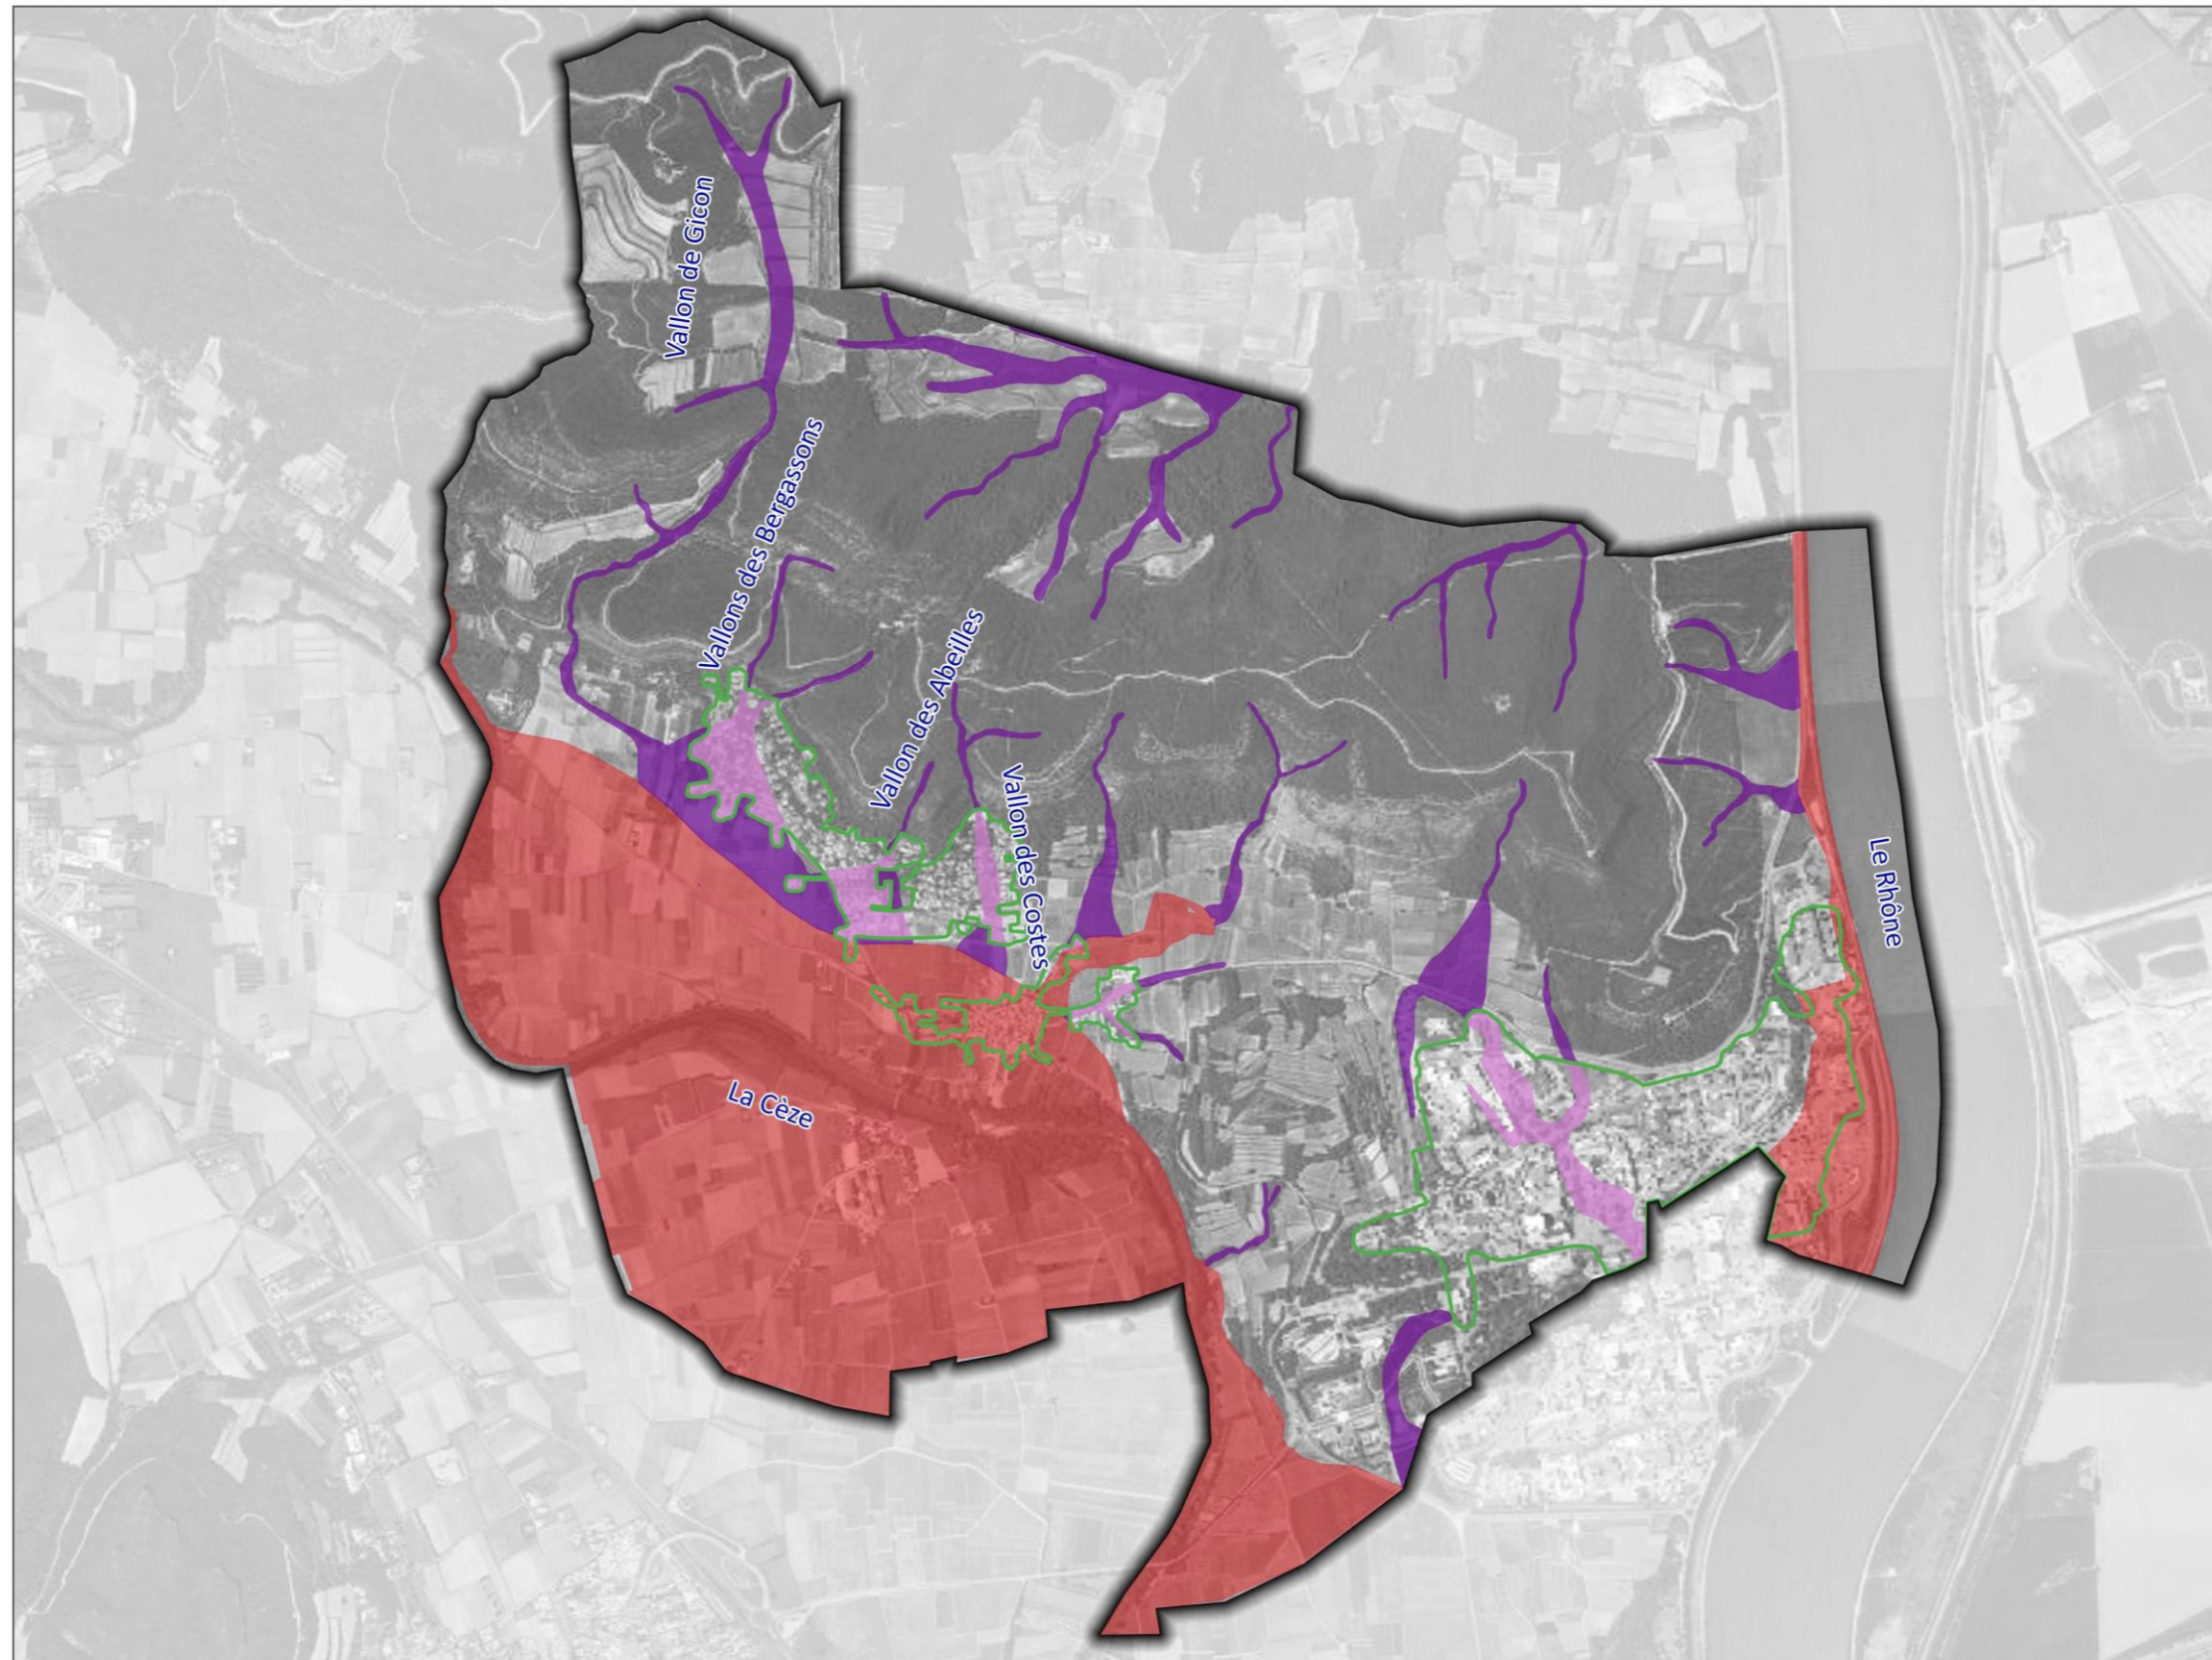 Vallon de Gicon
Vallons des Bergassons
Vallon des Abeilles
Vallon des Costes
Le Rhône
La Cèze